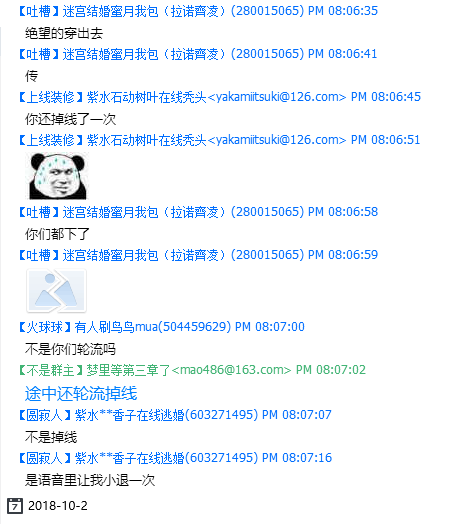 【吐槽】迷宫结婚蜜月我包（拉诺齊凌）(280015065) PM 08:06:35
绝望的穿出去
【吐槽】迷宫结婚蜜月我包（拉诺齊凌）(280015065) PM 08:06:41
传
【上线装修】紫水石动树叶在线秃头<yakamiitsuki@126.com> PM 08:06:45
你还掉线了一次
【上线装修】紫水石动树叶在线秃头<yakamiitsuki@126.com> PM 08:06:51
【吐槽】迷宫结婚蜜月我包（拉诺齊凌）(280015065) PM 08:06:58
你们都下了
【吐槽】迷宫结婚蜜月我包（拉诺齊凌）(280015065) PM 08:06:59
【火球球】有人刷鸟鸟mua(504459629) PM 08:07:00
不是你们轮流吗
【不是群主】梦里等第三章了<mao486@163.com> PM 08:07:02
途中还轮流掉线
【圆寂人】紫水**香子在线逃婚(603271495) PM 08:07:07
不是掉线
【圆寂人】紫水**香子在线逃婚(603271495) PM 08:07:16
是语音里让我小退一次
7 2018-10-2